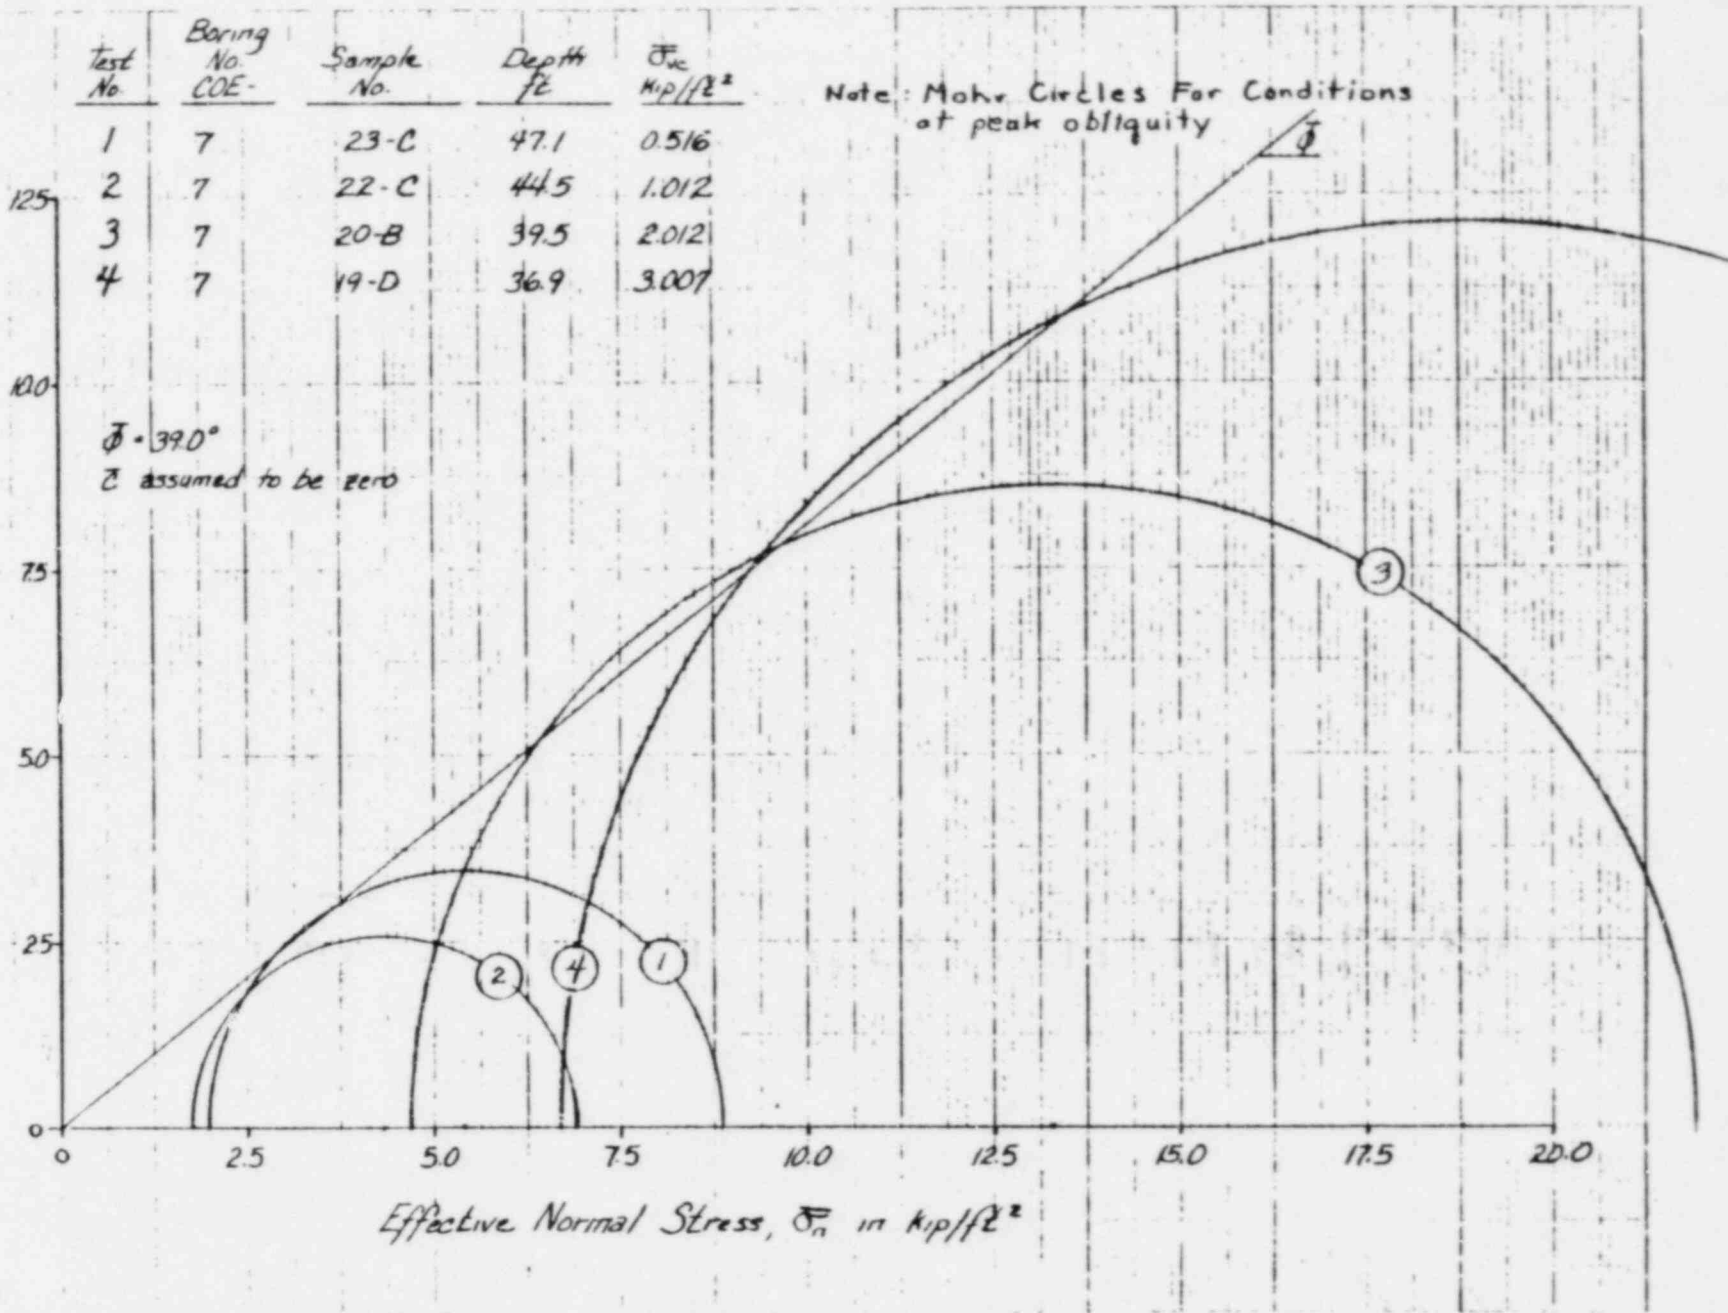 Test No. Boring No. COE- Sample No. Depth ft σ̄vc kip/ft²
1 7 23-C 47.1 0.516
2 7 22-C 44.5 1.012
3 7 20-B 39.5 2.012
4 7 19-D 36.9 3.007
Note: Mohr Circles For Conditions
at peak obliquity
Φ̄
12.5
10.0
Φ̄ = 39.0°
c̄ assumed to be zero
7.5
3
5.0
2.5
2 4 1
0
0 2.5 5.0 7.5 10.0 12.5 15.0 17.5 20.0
Effective Normal Stress, σ̄n in kip/ft²